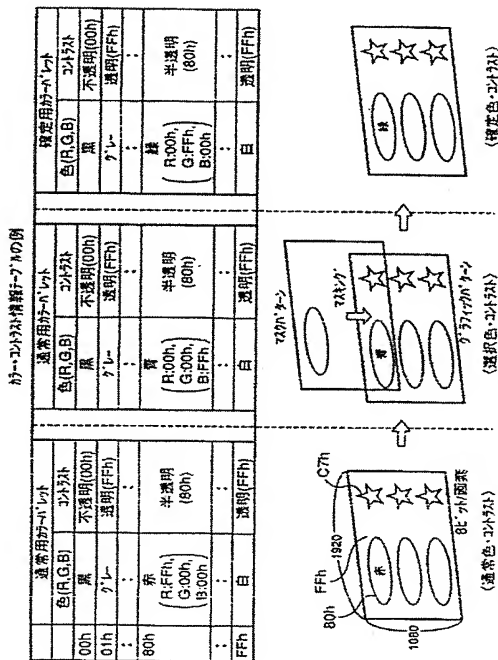 カラー・コントラスト情報テーブルの例
通常用カラーパレット 通常用カラーパレット 確定用カラーパレット
色(R,G,B) コントラスト 色(R,G,B) コントラスト 色(R,G,B) コントラスト
00h 黒 不透明(00h) 黒 不透明(00h) 黒 不透明(00h)
01h グレー 透明(FFh) グレー 透明(FFh) グレー 透明(FFh)
: : : : : : :
80h 赤 (R:FFh, G:00h, B:00h) 半透明(80h) 青 (R:00h, G:00h, B:FFh) 半透明(80h) 緑 (R:00h, G:FFh, B:00h) 半透明(80h)
: : : : : : :
FFh 白 透明(FFh) 白 透明(FFh) 白 透明(FFh)
80h
FFh
1920
C7h
1080
赤
8ビット/画素
〈通常色・コントラスト〉
マスクパターン
マスキング
青
グラフィックパターン
〈選択色・コントラスト〉
緑
〈確定色・コントラスト〉